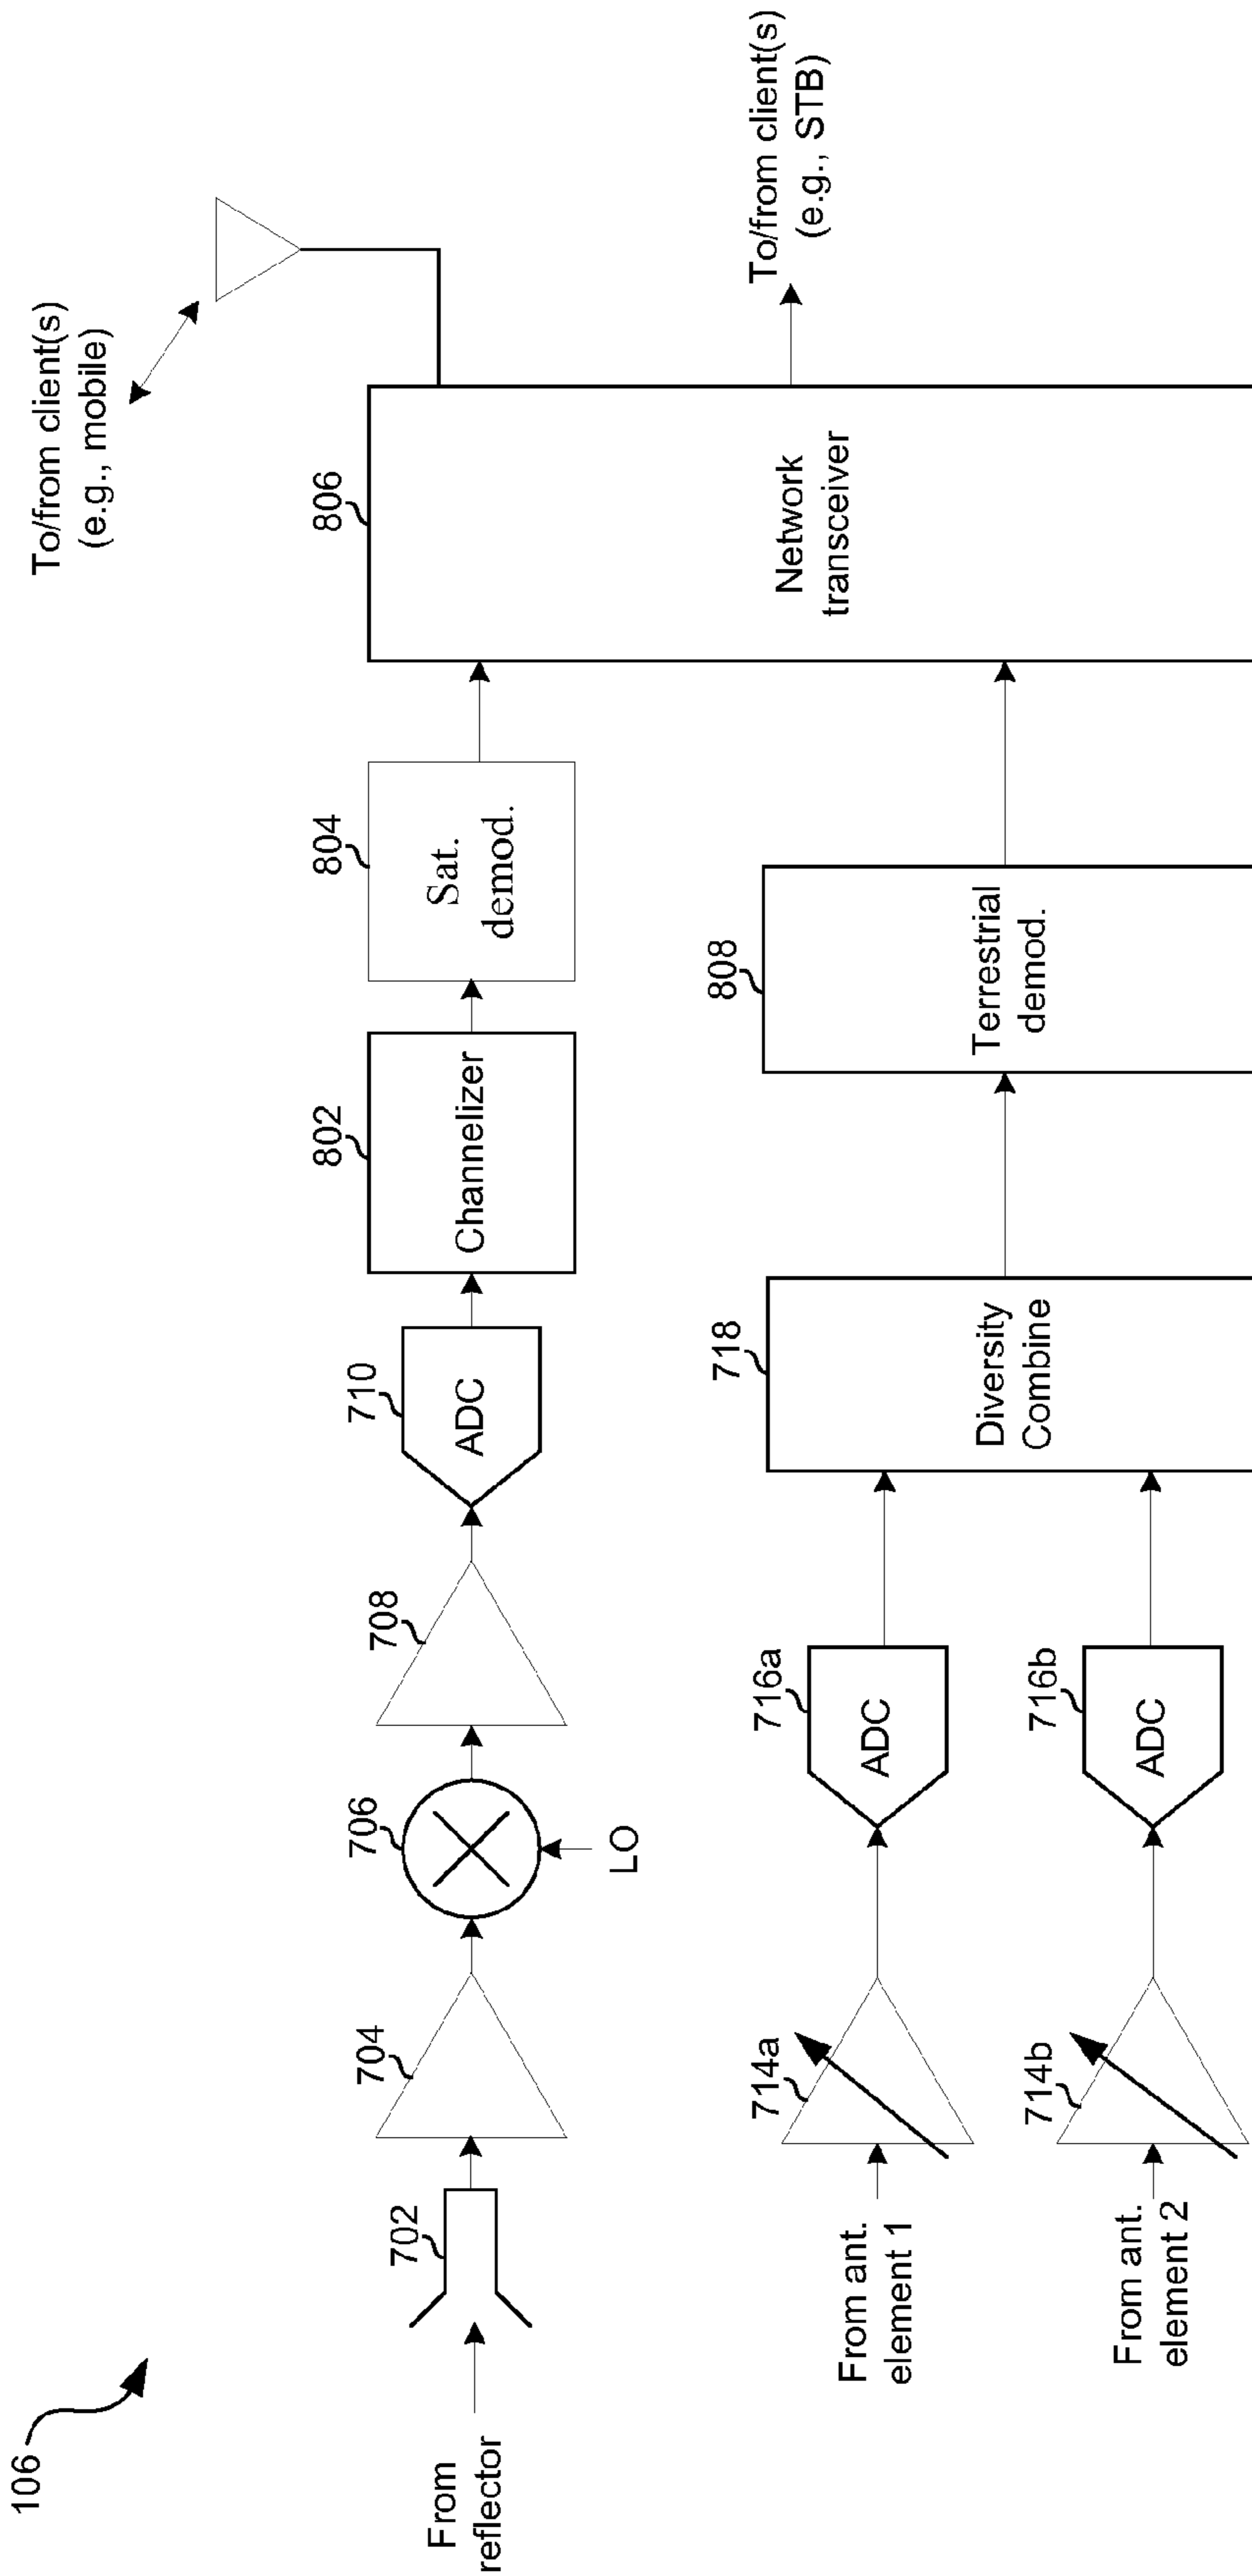 106
To/from client(s)
(e.g., mobile)
From
reflector
702
704
706
LO
708
710
ADC
802
Channelizer
804
Sat.
demod.
806
Network
transceiver
To/from client(s)
(e.g., STB)
From ant.
element 1
714a
716a
ADC
From ant.
element 2
714b
716b
ADC
718
Diversity
Combine
808
Terrestrial
demod.